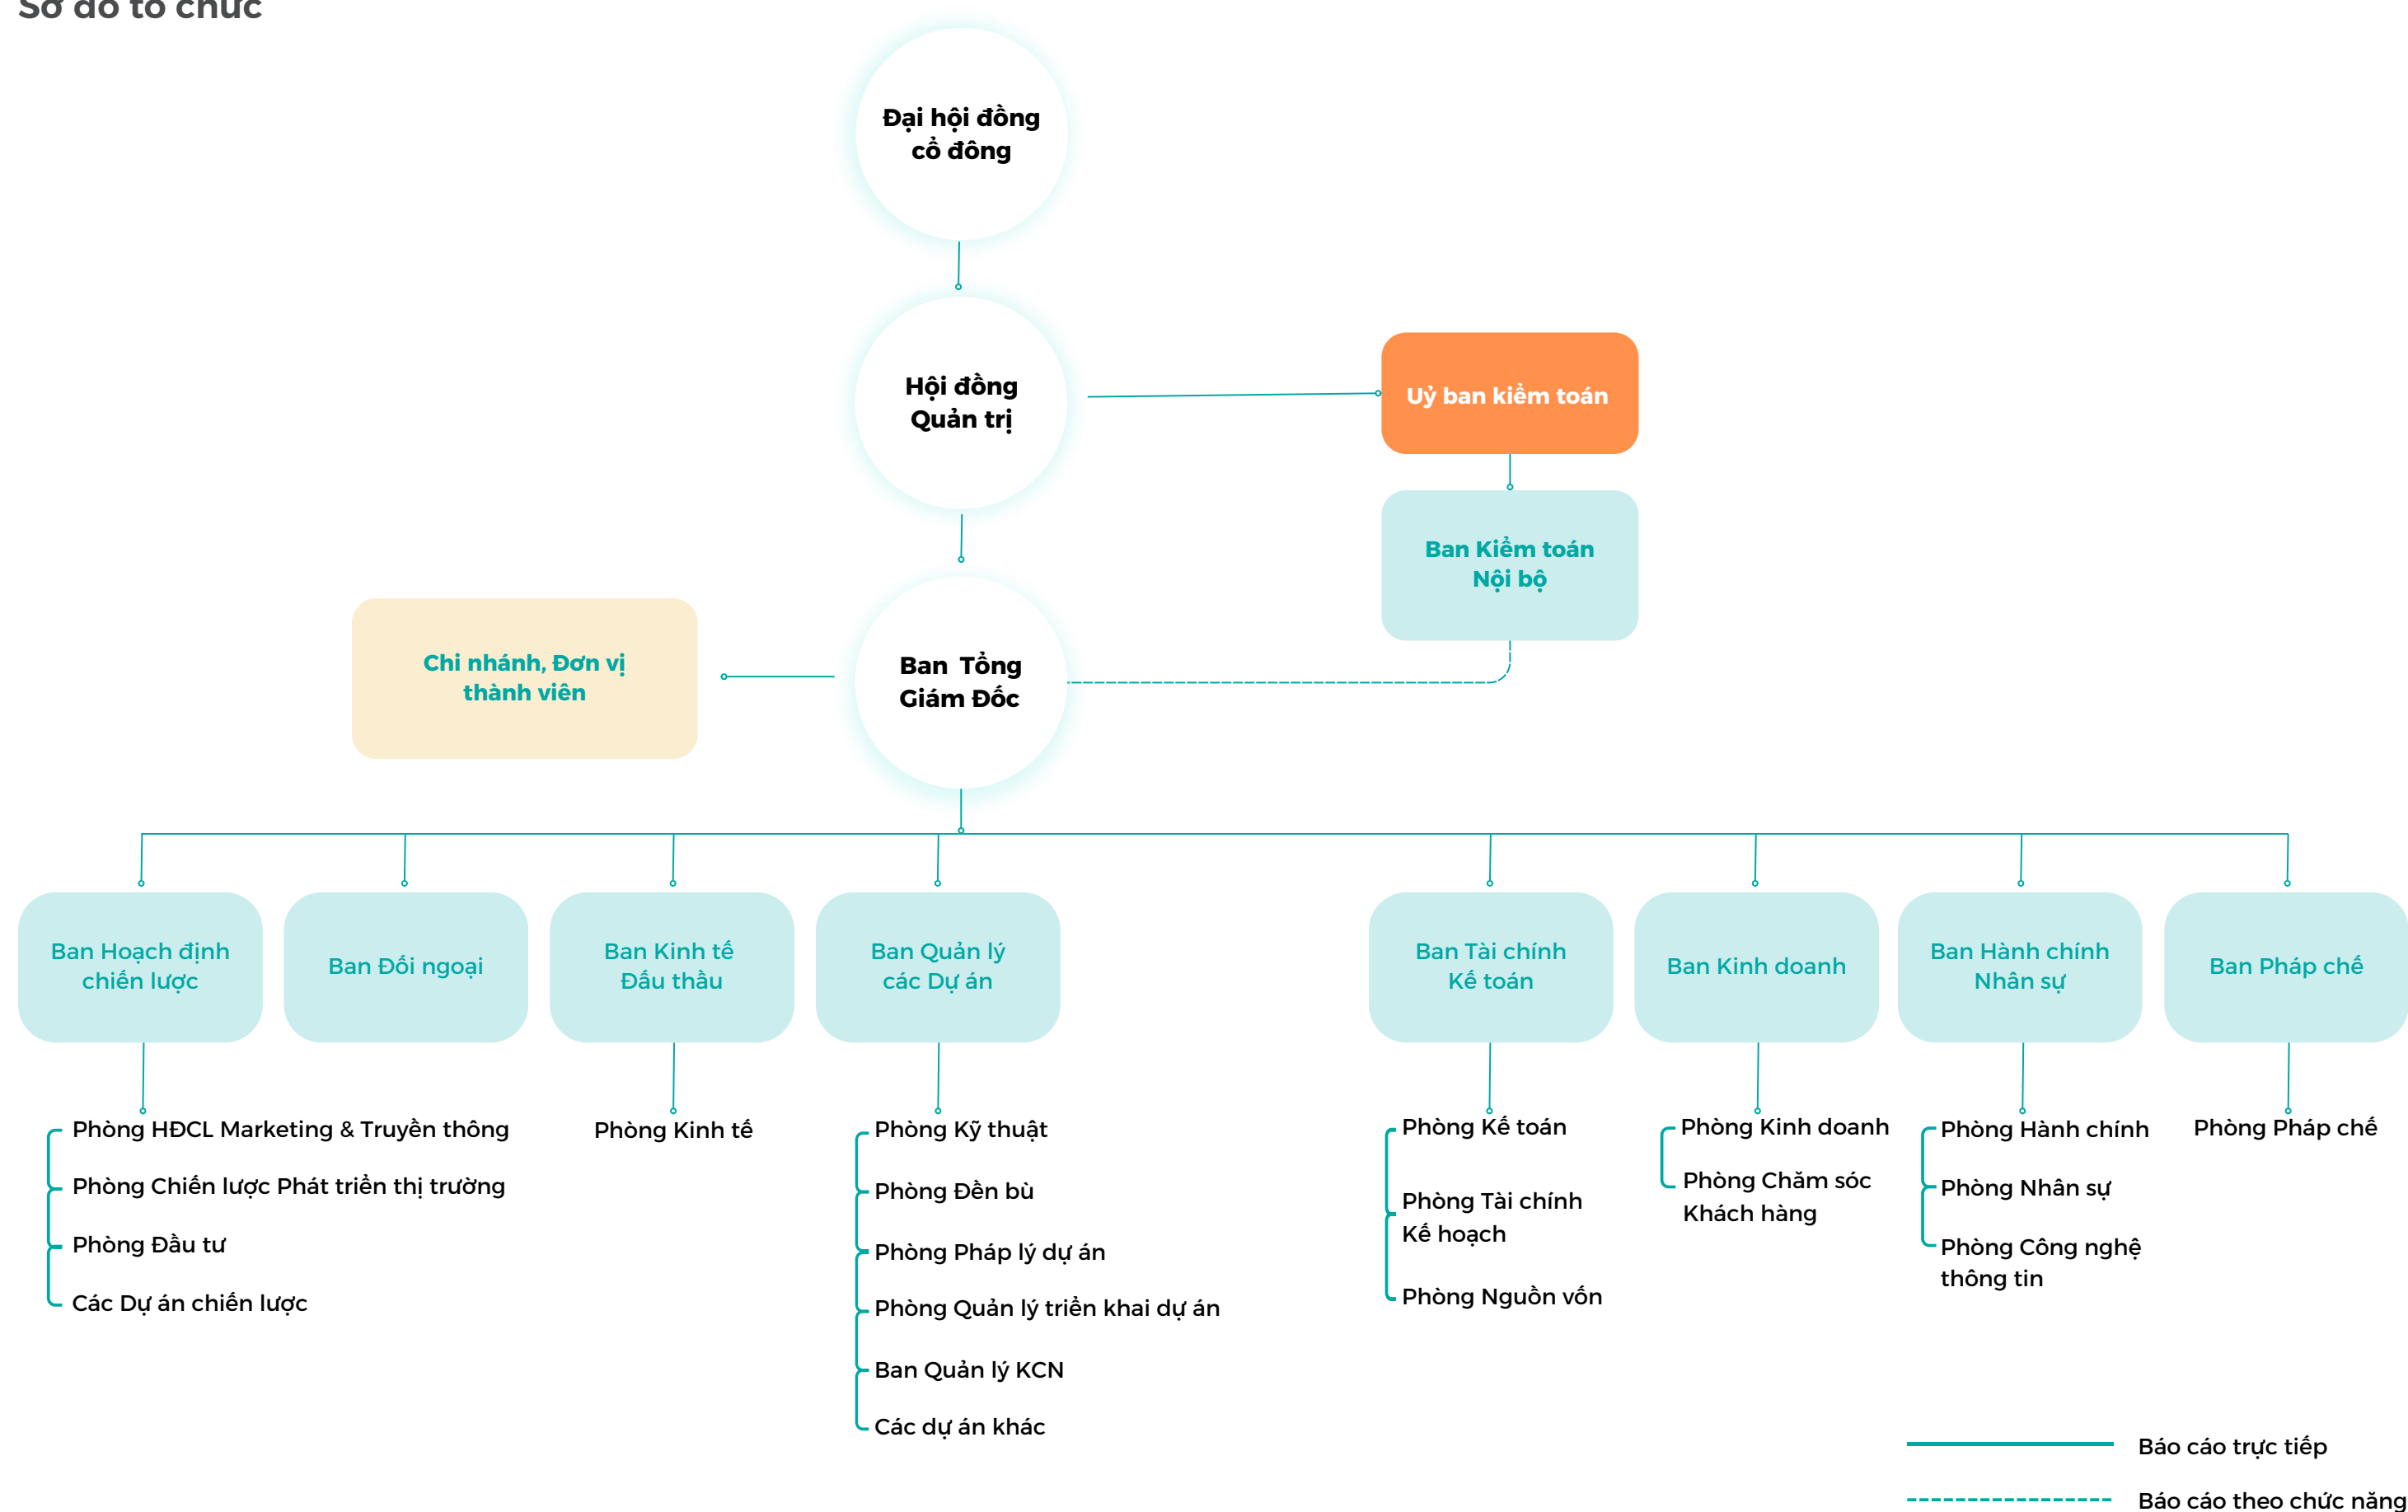 Sơ đồ tổ chức
Đại hội đồng
cổ đông
Hội đồng
Quản trị
Uỷ ban kiểm toán
Ban Kiểm toán
Nội bộ
Chi nhánh, Đơn vị
thành viên
Ban Tổng
Giám Đốc
Ban Hoạch định
chiến lược
Ban Đối ngoại
Ban Kinh tế
Đấu thầu
Ban Quản lý
các Dự án
Ban Tài chính
Kế toán
Ban Kinh doanh
Ban Hành chính
Nhân sự
Ban Pháp chế
Phòng HĐCL Marketing & Truyền thông
Phòng Chiến lược Phát triển thị trường
Phòng Đầu tư
Các Dự án chiến lược
Phòng Kinh tế
Phòng Kỹ thuật
Phòng Đền bù
Phòng Pháp lý dự án
Phòng Quản lý triển khai dự án
Ban Quản lý KCN
Các dự án khác
Phòng Kế toán
Phòng Tài chính
Kế hoạch
Phòng Nguồn vốn
Phòng Kinh doanh
Phòng Chăm sóc
Khách hàng
Phòng Hành chính
Phòng Nhân sự
Phòng Công nghệ
thông tin
Phòng Pháp chế
Báo cáo trực tiếp
Báo cáo theo chức năng